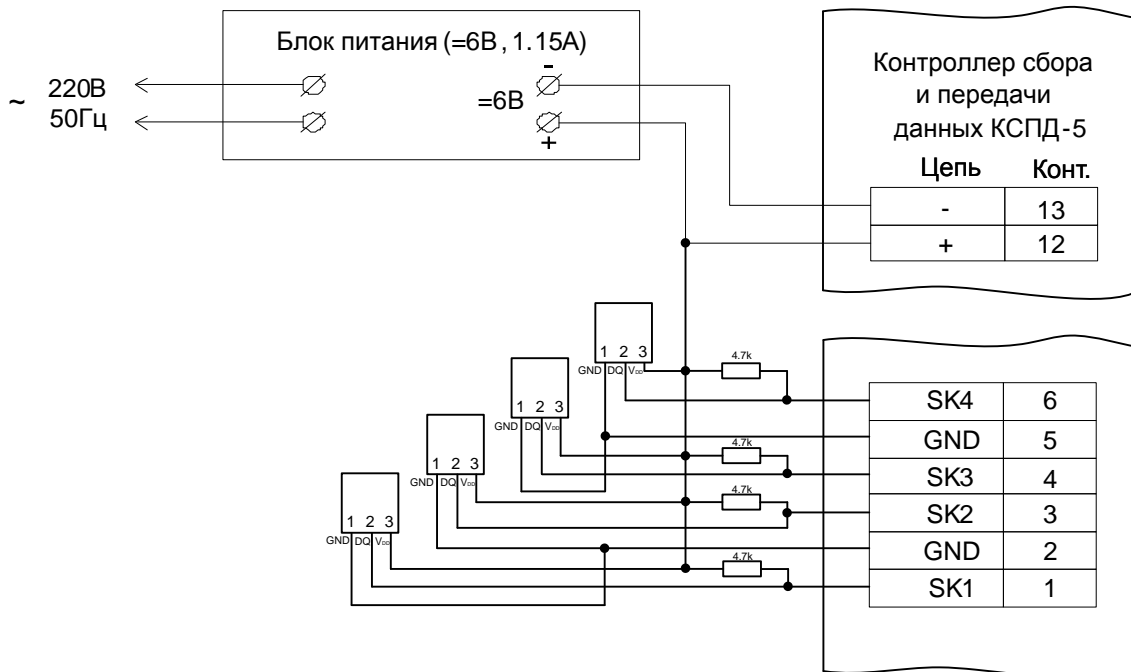 Блок питания (=6В, 1.15А)
~ 220В
50Гц
-
=6В
+
Контроллер сбора
и передачи
данных КСПД-5
Цепь Конт.
- 13
+ 12
1 2 3
GND DQ VDD
4.7k
SK4 6
GND 5
1 2 3
GND DQ VDD
4.7k
SK3 4
1 2 3
GND DQ VDD
4.7k
SK2 3
GND 2
1 2 3
GND DQ VDD
4.7k
SK1 1